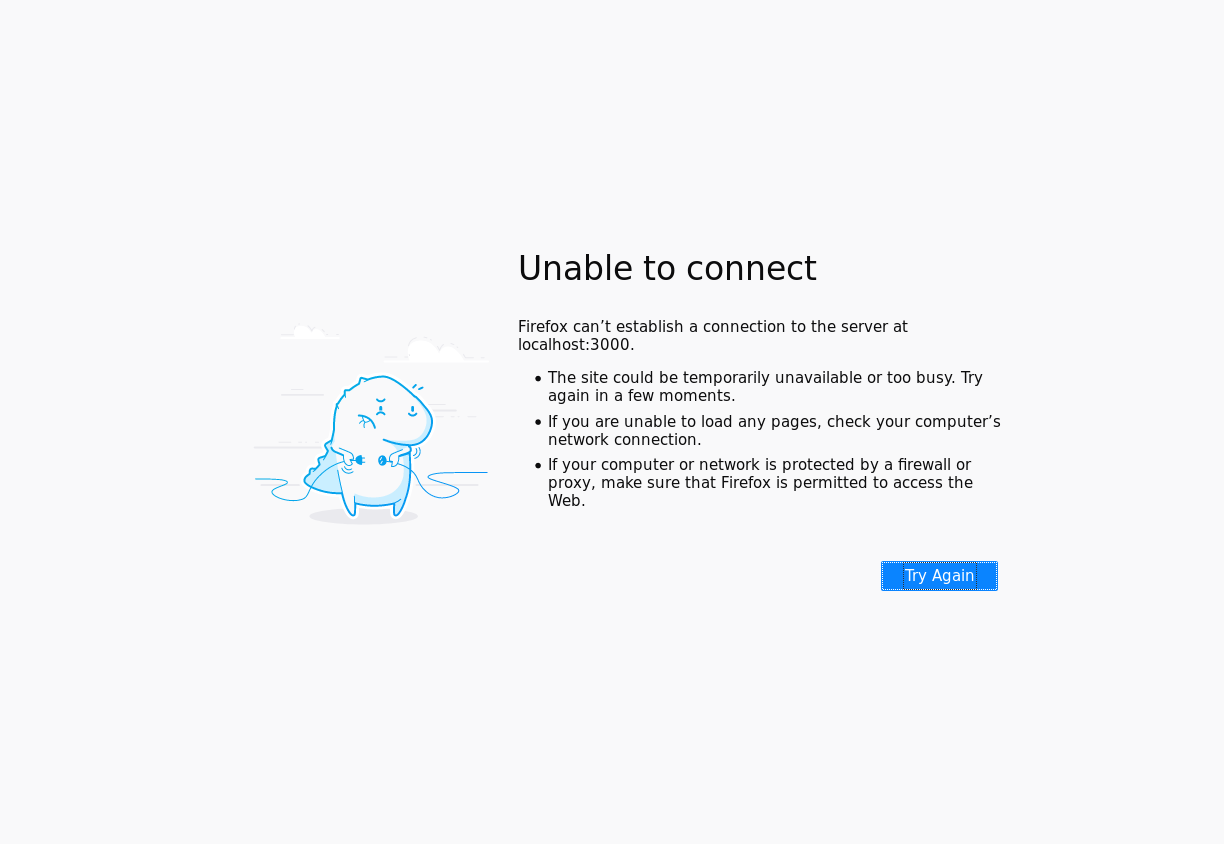 Unable to connect
Firefox can’t establish a connection to the server at
localhost:3000.
• The site could be temporarily unavailable or too busy. Try
again in a few moments.
• If you are unable to load any pages, check your computer’s
network connection.
• If your computer or network is protected by a firewall or
proxy, make sure that Firefox is permitted to access the
Web.
Try Again